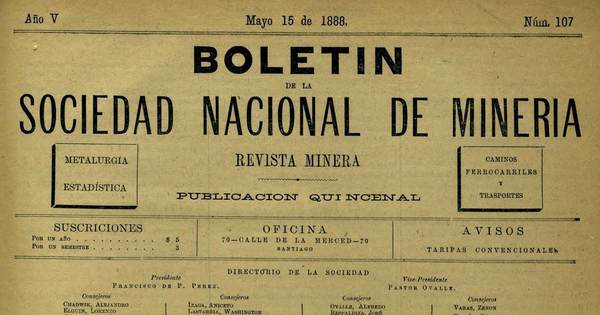 Año V Mayo 15 de 1888. Núm. 107
BOLETIN
DE LA
SOCIEDAD NACIONAL DE MINERIA
REVISTA MINERA
PUBLICACION QUINCENAL
METALURGIA
ESTADÍSTICA
CAMINOS
FERROCARRILES
Y
TRASPORTES
SUSCRICIONES
POR UN AÑO . . . . . . . . . . $ 5
POR UN SEMESTRE . . . . . . . . 3
OFICINA
70—CALLE DE LA MERCED—70
SANTIAGO
AVISOS
TARIFAS CONVENCIONALES
DIRECTORIO DE LA SOCIEDAD
Presidente
FRANCISCO DE P. PEREZ.
Vice-Presidente
PASTOR OVALLE.
Consejeros
CHADWIK, ALEJANDRO
ELGUIN, LORENZO
Consejeros
IZAGA, ANICETO
LASTARRIA, WASHINGTON
Consejeros
OVALLE, ALFREDO
RESPALDIZA, JOSÉ
Consejeros
VARAS, ZENON